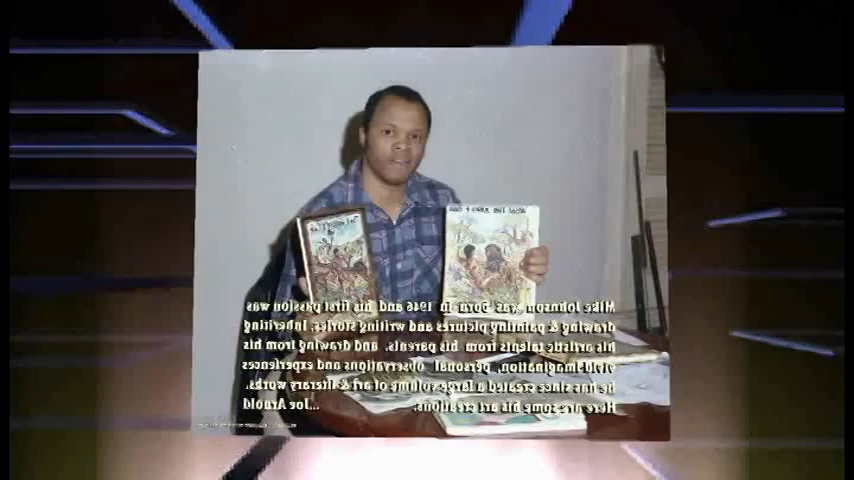 Mike Johnson was born in 1946 and his first passion was
drawing & painting pictures and writing stories. Inheriting
his artistic talents from his parents, and drawing from his
vivid imagination, personal observations and experiences
he has since created a large volume of art & literary works.
Here are some his art creations. ...Joe Arnold